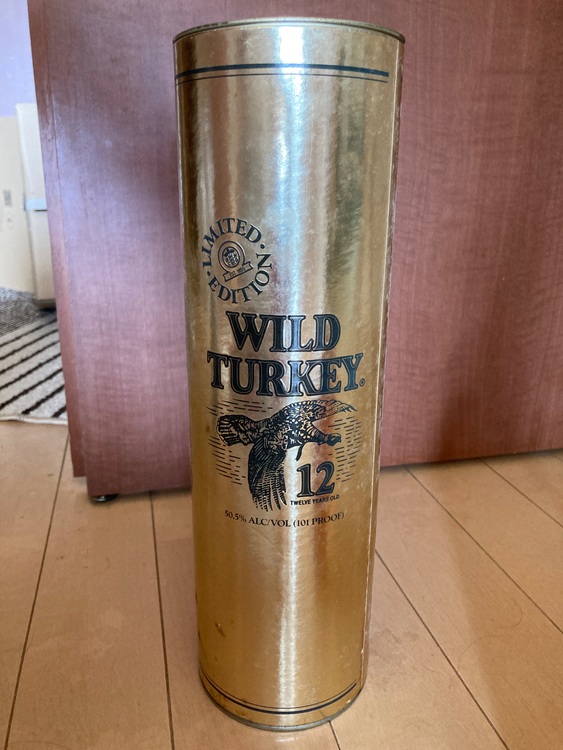 LIMITED
EDITION
WILD
TURKEY®
12
TWELVE YEARS OLD
50.5% ALC/VOL (101 PROOF)